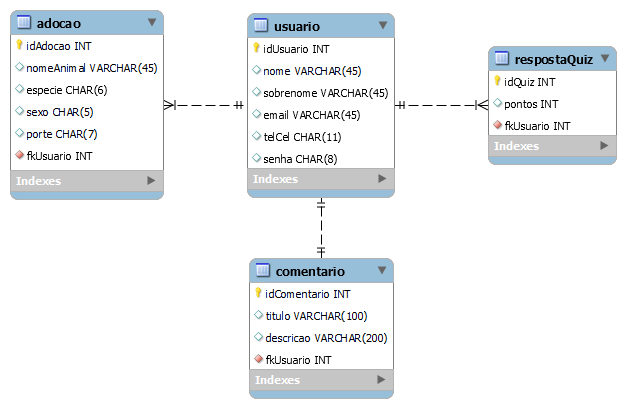 adocao
idAdocao INT
nomeAnimal VARCHAR(45)
especie CHAR(6)
sexo CHAR(5)
porte CHAR(7)
fkUsuario INT
Indexes
usuario
idUsuario INT
nome VARCHAR(45)
sobrenome VARCHAR(45)
email VARCHAR(45)
telCel CHAR(11)
senha CHAR(8)
Indexes
respostaQuiz
idQuiz INT
pontos INT
fkUsuario INT
Indexes
comentario
idComentario INT
titulo VARCHAR(100)
descricao VARCHAR(200)
fkUsuario INT
Indexes